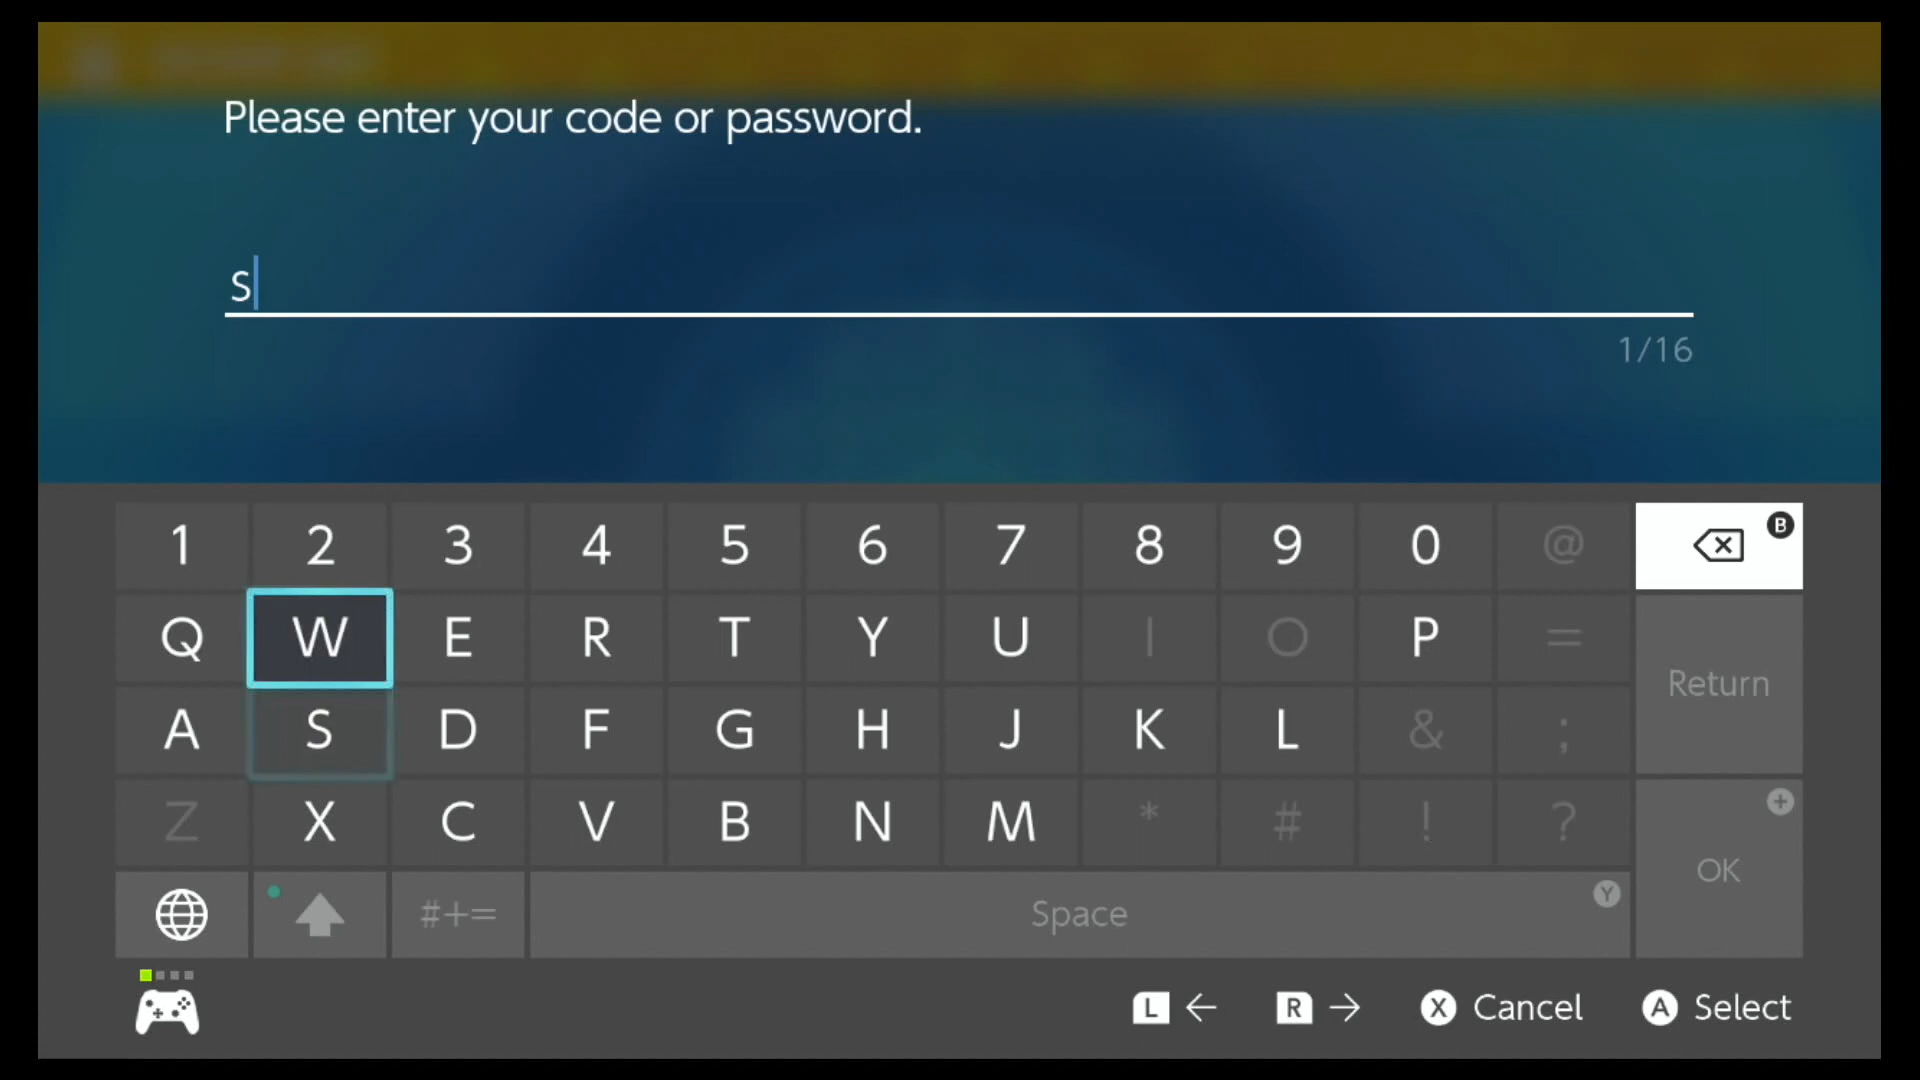 Please enter your code or password.
S
1/16
1 2 3 4 5 6 7 8 9 0 @ B
Q W E R T Y U I O P = Return
A S D F G H J K L & ;
Z X C V B N M * # ! ? + OK
#+= Space Y
L ← R → X Cancel A Select